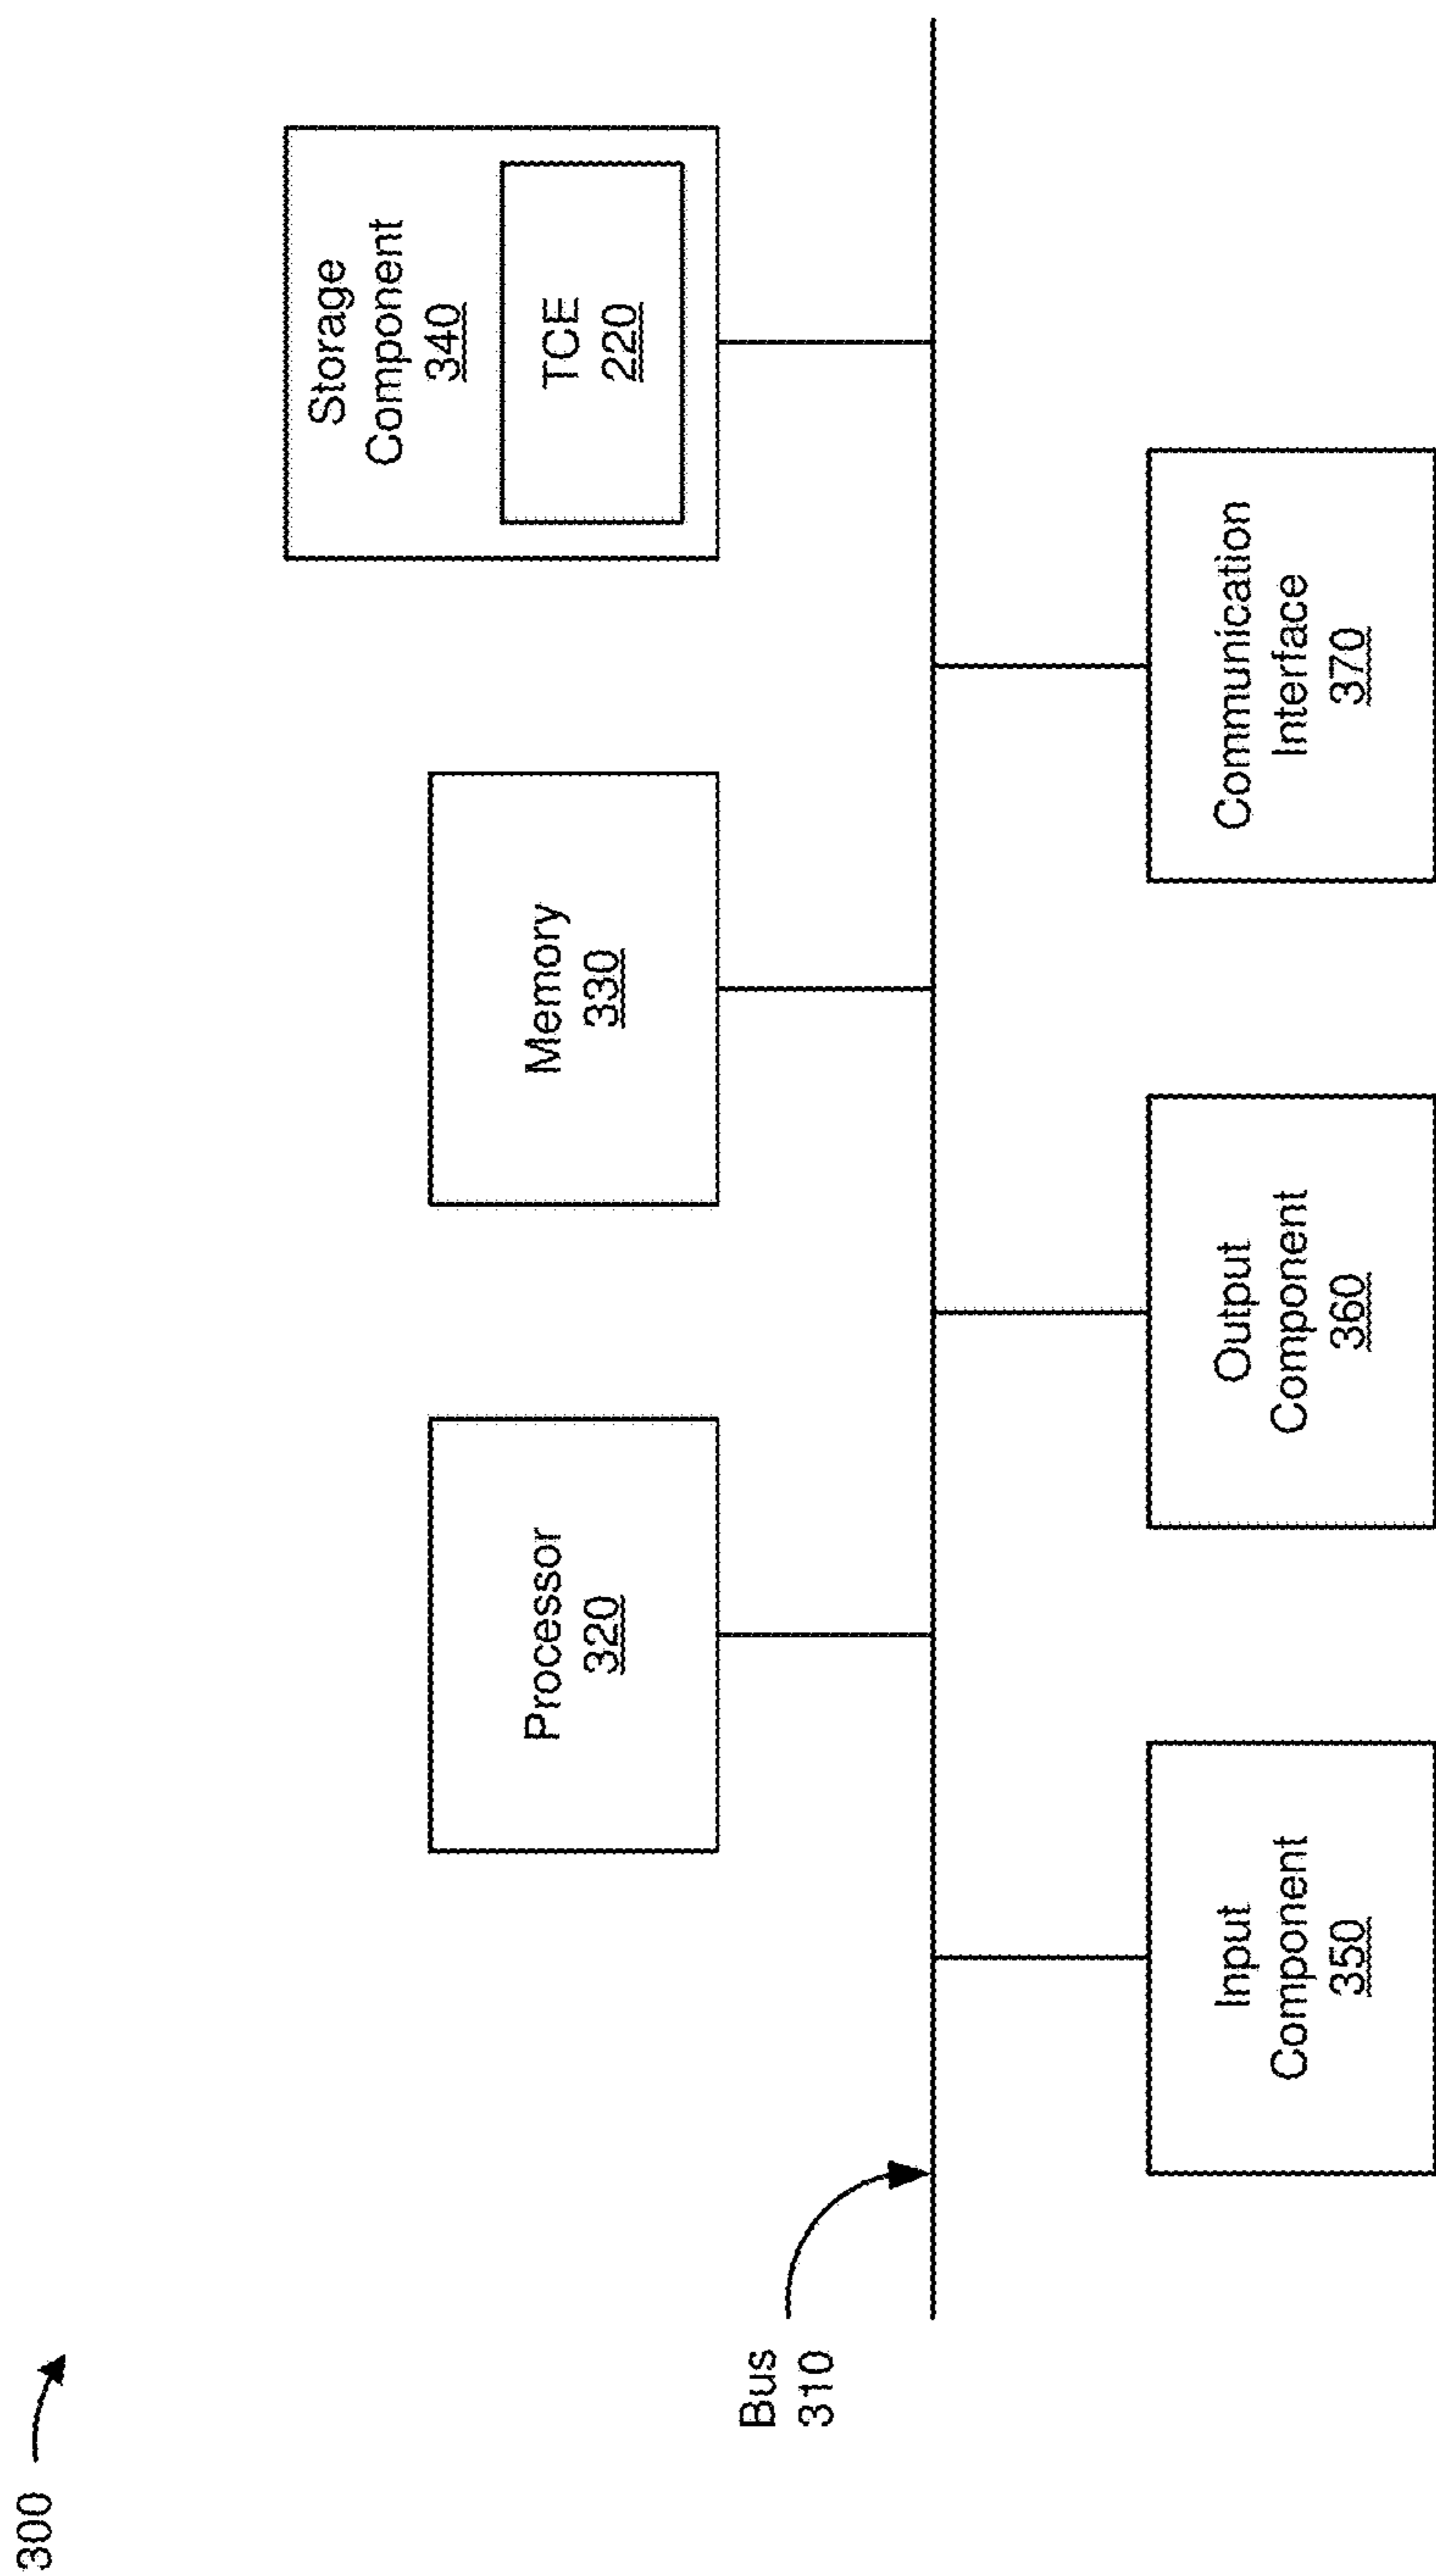 300
Bus
310
Processor
320
Memory
330
Storage
Component
340
TCE
220
Input
Component
350
Output
Component
360
Communication
Interface
370